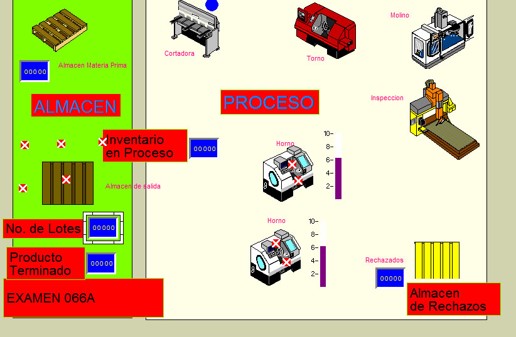 Cortadora
Torno
Molino
00000
Almacen Materia Prima
ALMACEN
PROCESO
Inspeccion
Inventario
en Proceso
00000
Horno
10-
8-
6-
4-
2-
Almacen de salida
No. de Lotes
00000
Horno
10-
8-
6-
4-
2-
Producto
Terminado
00000
Rechazados
00000
EXAMEN 066A
Almacen
de Rechazos